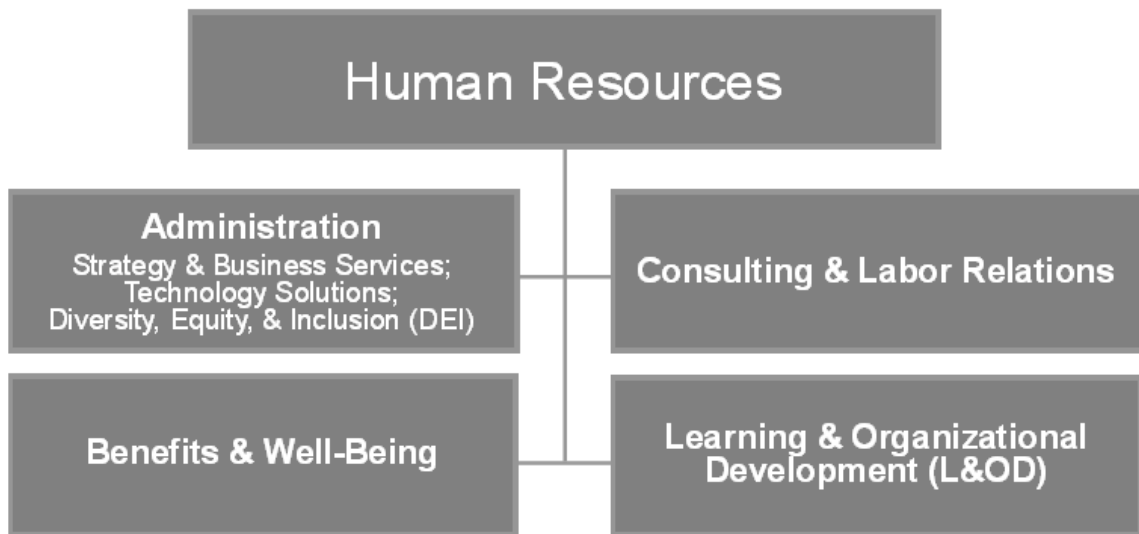 Human Resources
Administration
Strategy & Business Services;
Technology Solutions;
Diversity, Equity, & Inclusion (DEI)
Consulting & Labor Relations
Benefits & Well-Being
Learning & Organizational
Development (L&OD)